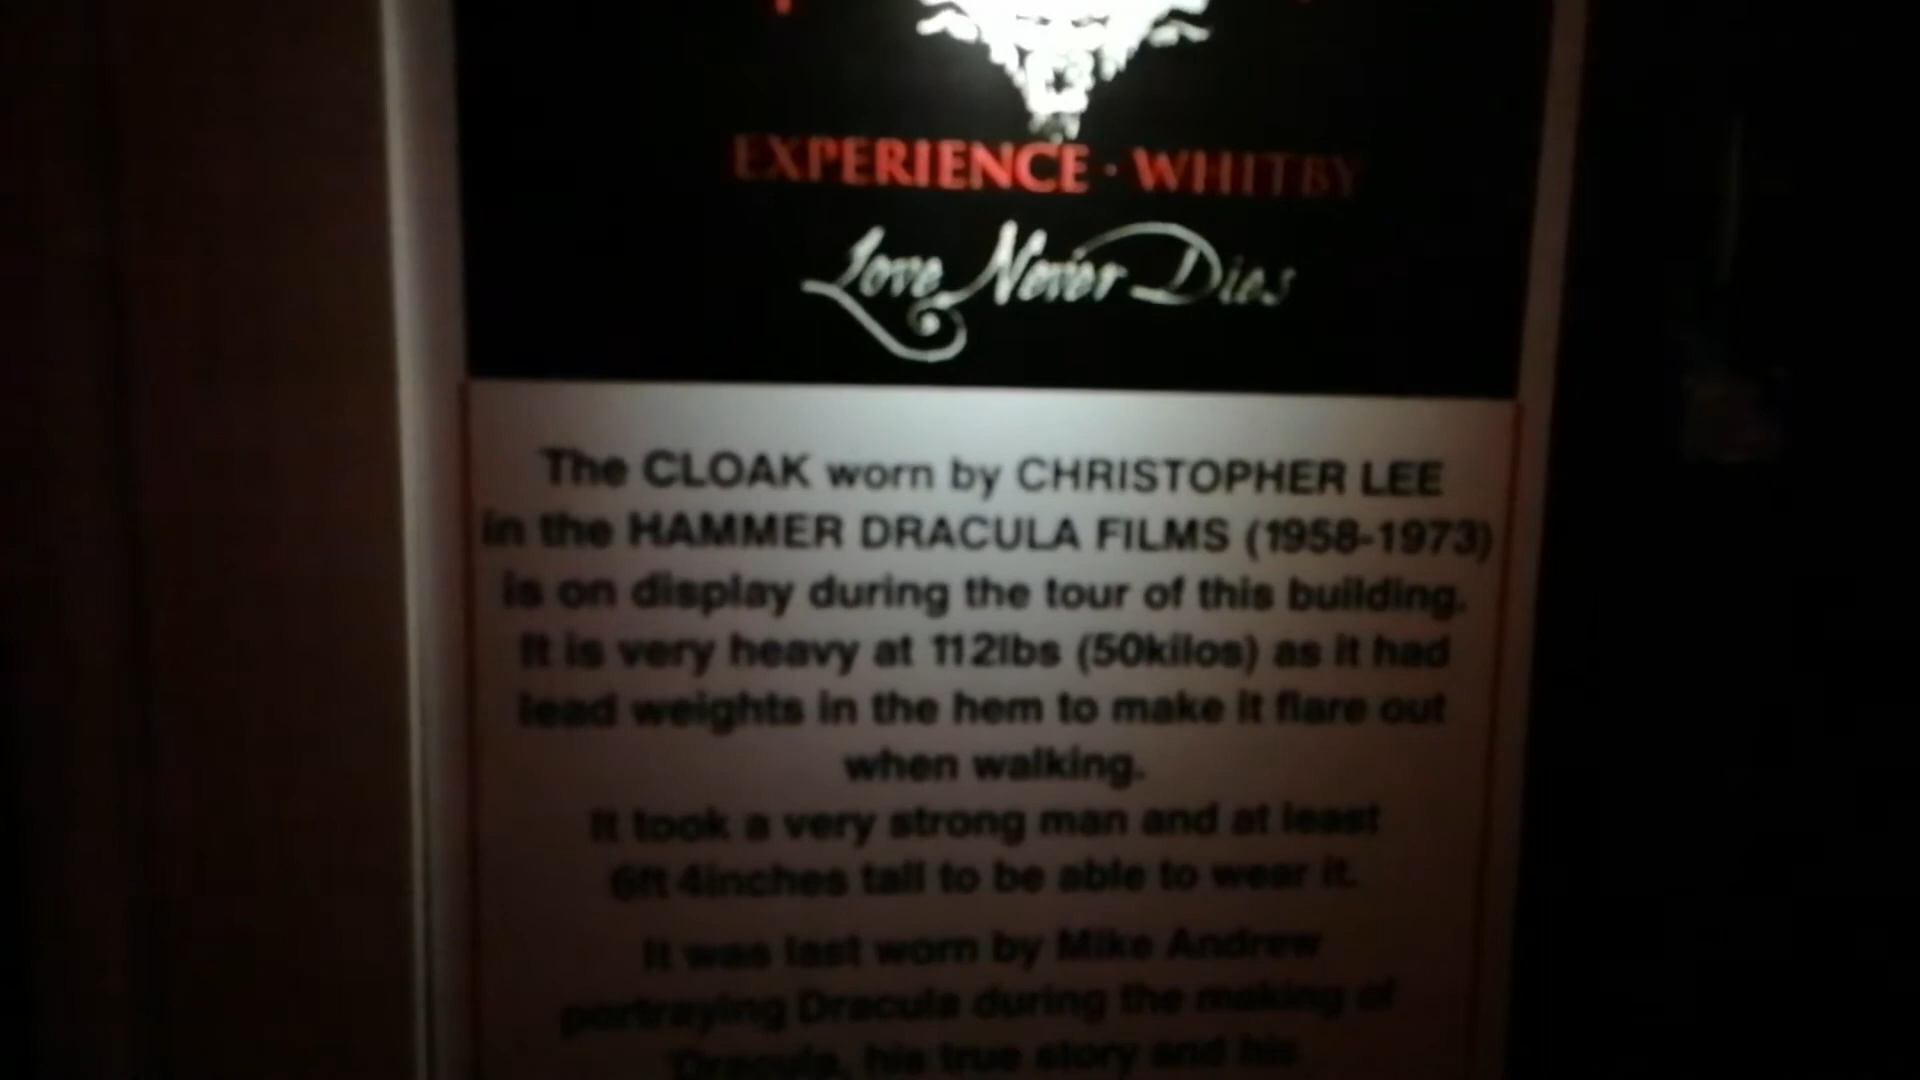 EXPERIENCE · WHITBY
Love Never Dies
The CLOAK worn by CHRISTOPHER LEE
in the HAMMER DRACULA FILMS (1958-1973)
is on display during the tour of this building.
It is very heavy at 112lbs (50kilos) as it had
lead weights in the hem to make it flare out
when walking.
It took a very strong man and at least
6ft 4inches tall to be able to wear it.
It was last worn by Mike Andrew
portraying Dracula during the making of
'Dracula, his true story and his